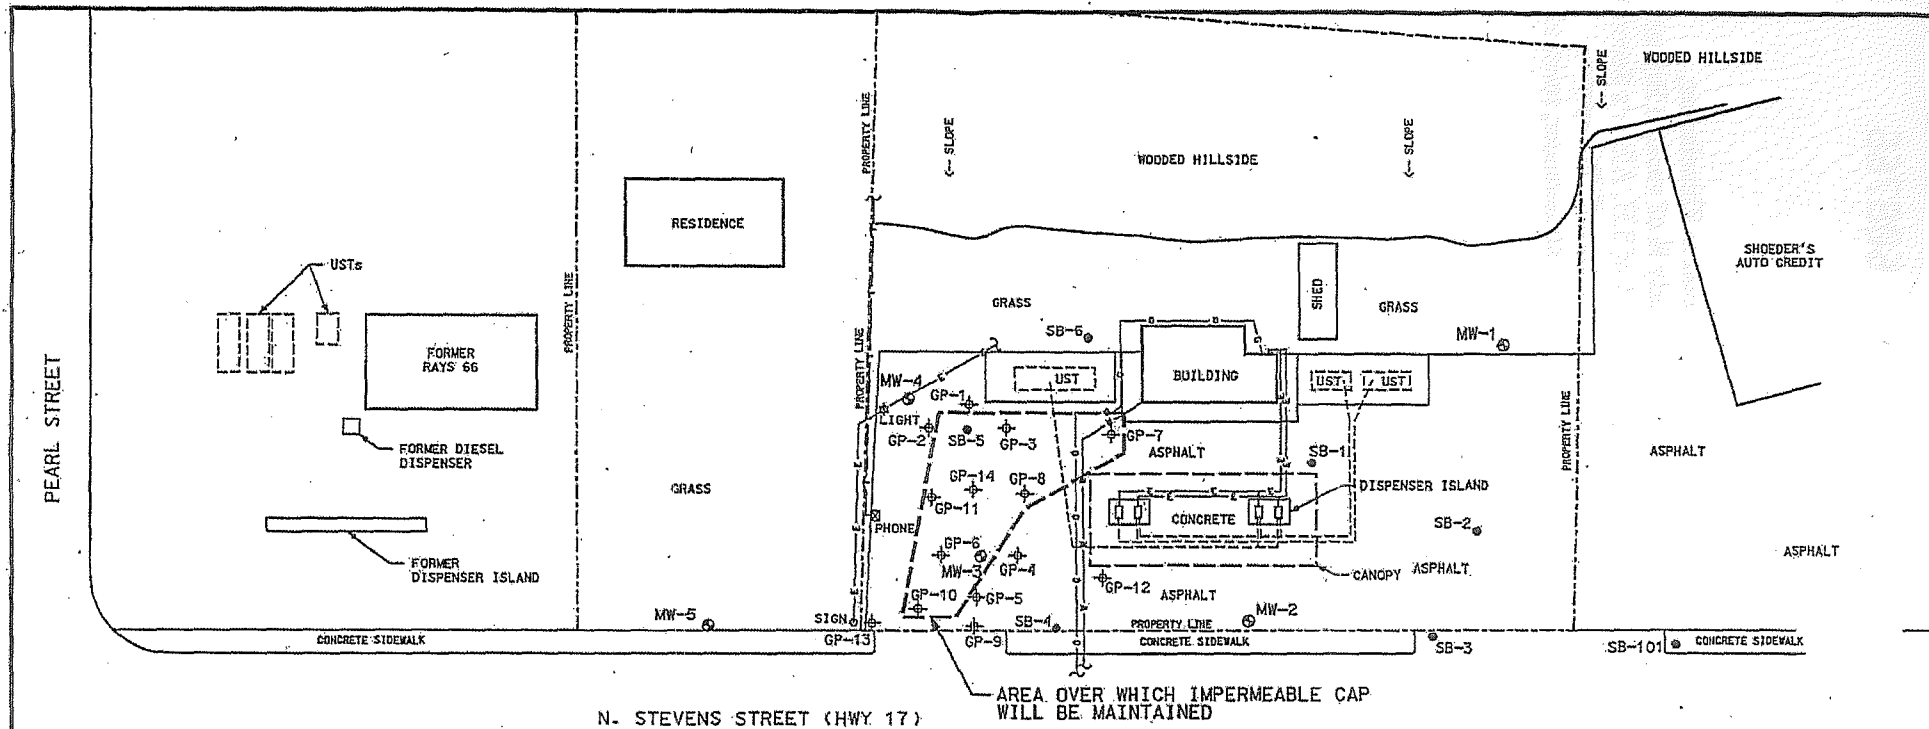 WOODED HILLSIDE
<-- SLOPE
PROPERTY LINE
<-- SLOPE
<-- SLOPE
WOODED HILLSIDE
RESIDENCE
SHOEDER'S
AUTO CREDIT
USTs
PROPERTY LINE
SHED
GRASS
GRASS
SB-6
MW-1
FORMER
RAYS 66
PROPERTY LINE
MW-4
GP-1
UST
BUILDING
UST
UST
PEARL STREET
LIGHT
GP-2
SB-5
GP-3
GP-7
PROPERTY LINE
FORMER DIESEL
DISPENSER
ASPHALT
SB-1
ASPHALT
GRASS
GP-14
GP-8
DISPENSER ISLAND
GP-11
CONCRETE
PHONE
SB-2
GP-6
MW-3
GP-4
ASPHALT
FORMER
DISPENSER ISLAND
CANOPY
ASPHALT
GP-12
GP-10
GP-5
ASPHALT
MW-5
SIGN
SB-4
PROPERTY LINE
MW-2
CONCRETE SIDEWALK
GP-13
GP-9
CONCRETE SIDEWALK
SB-3
SB-101
CONCRETE SIDEWALK
AREA OVER WHICH IMPERMEABLE CAP
WILL BE MAINTAINED
N. STEVENS STREET (HWY 17)